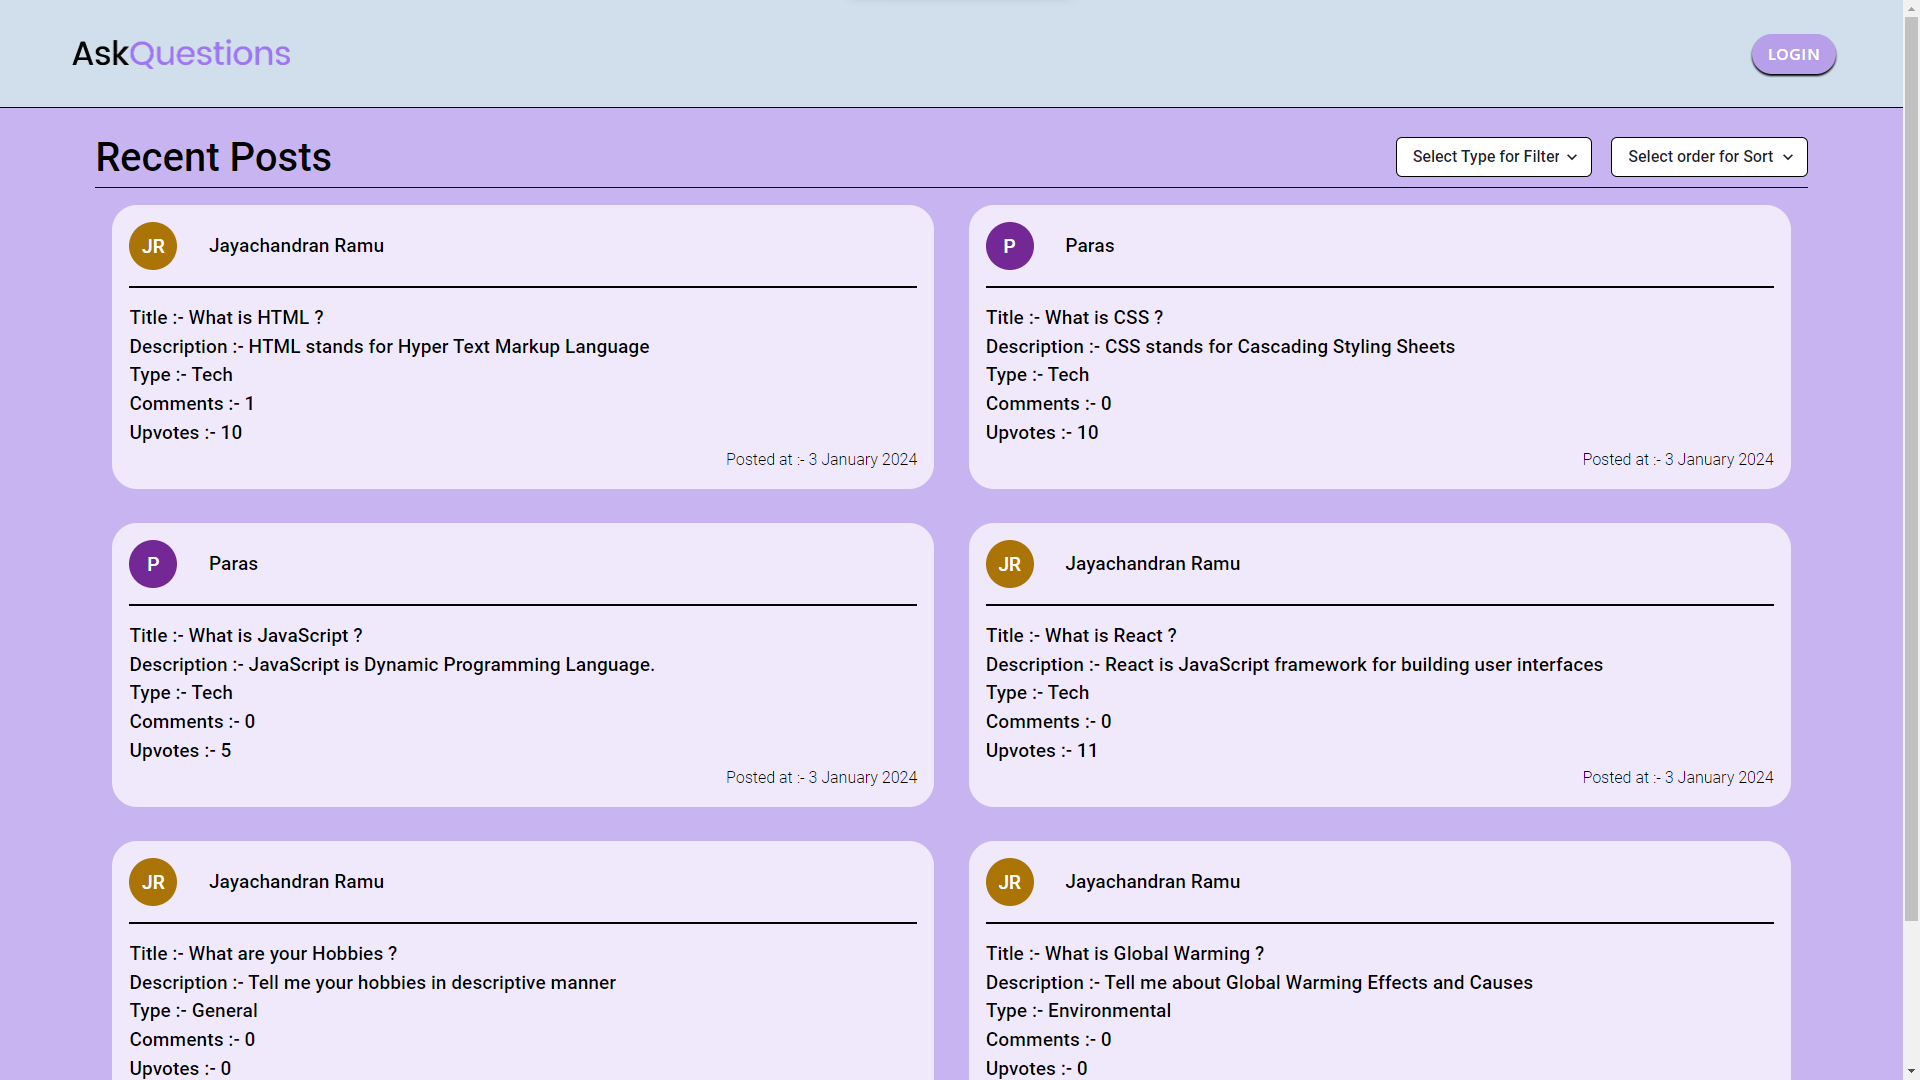 AskQuestions
LOGIN
Recent Posts
Select Type for Filter
Select order for Sort
JR
Jayachandran Ramu
Title :- What is HTML ?
Description :- HTML stands for Hyper Text Markup Language
Type :- Tech
Comments :- 1
Upvotes :- 10
Posted at :- 3 January 2024
P
Paras
Title :- What is CSS ?
Description :- CSS stands for Cascading Styling Sheets
Type :- Tech
Comments :- 0
Upvotes :- 10
Posted at :- 3 January 2024
P
Paras
Title :- What is JavaScript ?
Description :- JavaScript is Dynamic Programming Language.
Type :- Tech
Comments :- 0
Upvotes :- 5
Posted at :- 3 January 2024
JR
Jayachandran Ramu
Title :- What is React ?
Description :- React is JavaScript framework for building user interfaces
Type :- Tech
Comments :- 0
Upvotes :- 11
Posted at :- 3 January 2024
JR
Jayachandran Ramu
Title :- What are your Hobbies ?
Description :- Tell me your hobbies in descriptive manner
Type :- General
Comments :- 0
Upvotes :- 0
JR
Jayachandran Ramu
Title :- What is Global Warming ?
Description :- Tell me about Global Warming Effects and Causes
Type :- Environmental
Comments :- 0
Upvotes :- 0